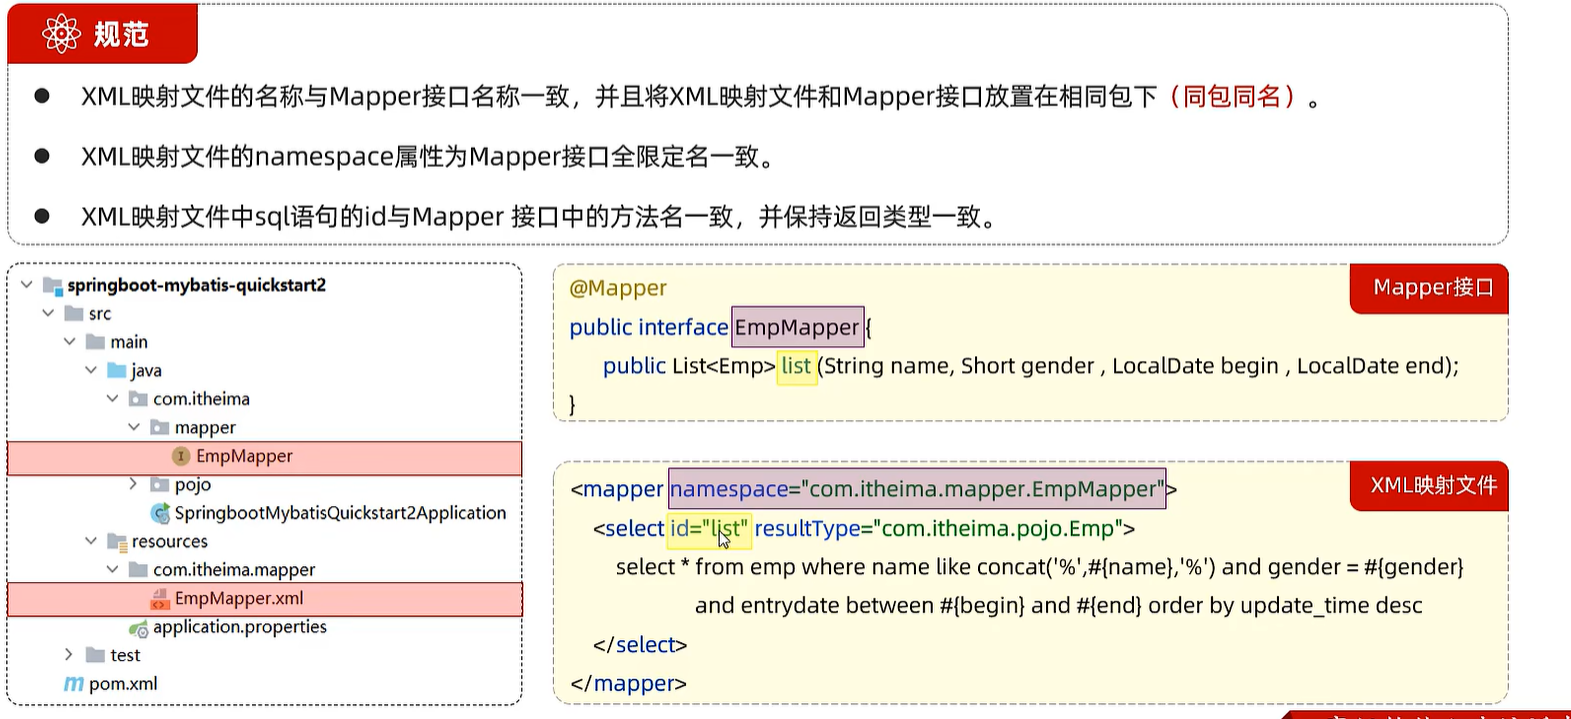 规范
XML映射文件的名称与Mapper接口名称一致，并且将XML映射文件和Mapper接口放置在相同包下（同包同名）。
XML映射文件的namespace属性为Mapper接口全限定名一致。
XML映射文件中sql语句的id与Mapper 接口中的方法名一致，并保持返回类型一致。
springboot-mybatis-quickstart2
src
main
java
com.itheima
mapper
EmpMapper
pojo
SpringbootMybatisQuickstart2Application
resources
com.itheima.mapper
EmpMapper.xml
application.properties
test
pom.xml
Mapper接口
@Mapper
public interface EmpMapper {
public List<Emp> list (String name, Short gender , LocalDate begin , LocalDate end);
}
XML映射文件
<mapper namespace="com.itheima.mapper.EmpMapper">
<select id="list" resultType="com.itheima.pojo.Emp">
select * from emp where name like concat('%',#{name},'%') and gender = #{gender}
and entrydate between #{begin} and #{end} order by update_time desc
</select>
</mapper>